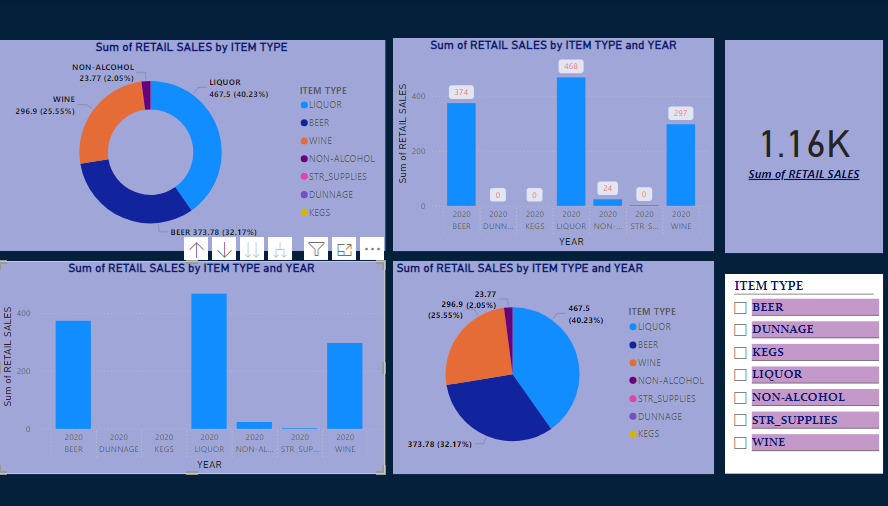 Sum of RETAIL SALES by ITEM TYPE
NON-ALCOHOL
23.77 (2.05%)
LIQUOR
467.5 (40.23%)
WINE
296.9 (25.55%)
BEER 373.78 (32.17%)
ITEM TYPE
LIQUOR
BEER
WINE
NON-ALCOHOL
STR_SUPPLIES
DUNNAGE
KEGS
Sum of RETAIL SALES by ITEM TYPE and YEAR
Sum of RETAIL SALES
400
200
0
374
0
0
468
24
0
297
2020 2020 2020 2020 2020 2020 2020
BEER DUNN... KEGS LIQUOR NON-... STR S... WINE
YEAR
1.16K
Sum of RETAIL SALES
Sum of RETAIL SALES by ITEM TYPE and YEAR
Sum of RETAIL SALES
400
200
0
2020 2020 2020 2020 2020 2020 2020
BEER DUNNAGE KEGS LIQUOR NON-AL... STR_SUP... WINE
YEAR
Sum of RETAIL SALES by ITEM TYPE and YEAR
23.77
(2.05%)
296.9
(25.55%)
467.5
(40.23%)
373.78 (32.17%)
ITEM TYPE
LIQUOR
BEER
WINE
NON-ALCOHOL
STR_SUPPLIES
DUNNAGE
KEGS
ITEM TYPE
BEER
DUNNAGE
KEGS
LIQUOR
NON-ALCOHOL
STR_SUPPLIES
WINE